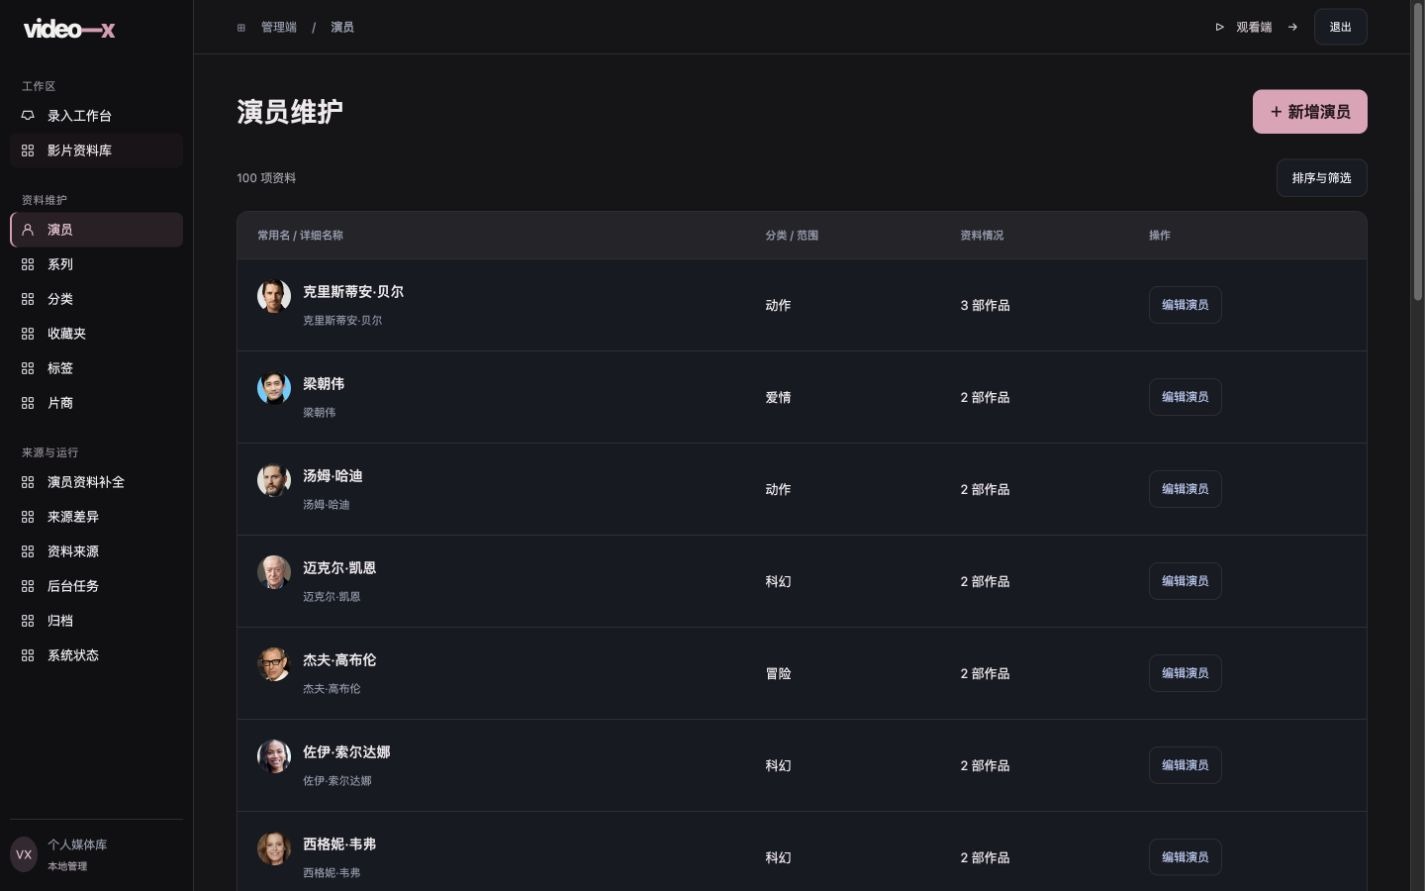 video—x
管理端 / 演员
观看端 →
退出
工作区
录入工作台
影片资料库
资料维护
演员
系列
分类
收藏夹
标签
片商
来源与运行
演员资料补全
来源差异
资料来源
后台任务
归档
系统状态
VX
个人媒体库
本地管理
演员维护
+ 新增演员
100 项资料
排序与筛选
常用名 / 详细名称 分类 / 范围 资料情况 操作
克里斯蒂安·贝尔
克里斯蒂安·贝尔
动作 3 部作品 编辑演员
梁朝伟
梁朝伟
爱情 2 部作品 编辑演员
汤姆·哈迪
汤姆·哈迪
动作 2 部作品 编辑演员
迈克尔·凯恩
迈克尔·凯恩
科幻 2 部作品 编辑演员
杰夫·高布伦
杰夫·高布伦
冒险 2 部作品 编辑演员
佐伊·索尔达娜
佐伊·索尔达娜
科幻 2 部作品 编辑演员
西格妮·韦弗
西格妮·韦弗
科幻 2 部作品 编辑演员